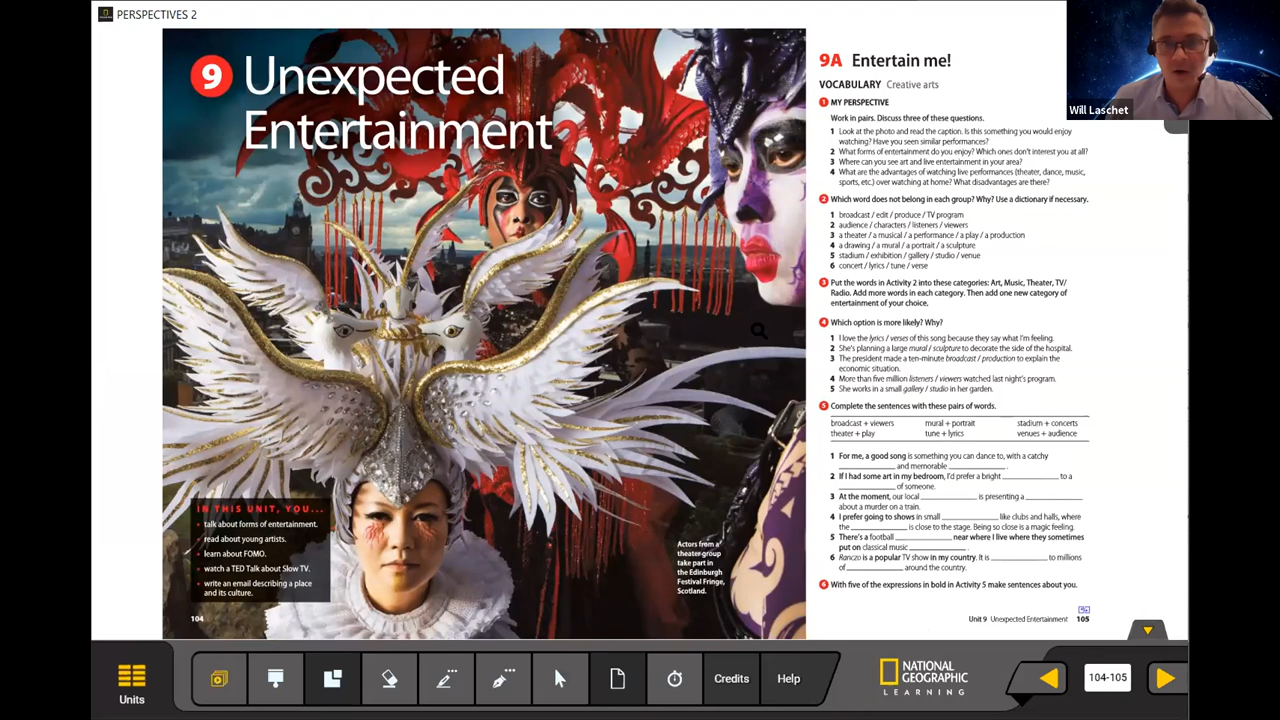 PERSPECTIVES 2
9 Unexpected
Entertainment
IN THIS UNIT, YOU...
• talk about forms of entertainment.
• read about young artists.
• learn about FOMO.
• watch a TED Talk about Slow TV.
• write an email describing a place
and its culture.
104
Actors from a
theater group
take part in
the Edinburgh
Festival Fringe,
Scotland.
9A Entertain me!
VOCABULARY Creative arts
1 MY PERSPECTIVE
Work in pairs. Discuss three of these questions.
1 Look at the photo and read the caption. Is this something you would enjoy
watching? Have you seen similar performances?
2 What forms of entertainment do you enjoy? Which ones don't interest you at all?
3 Where can you see art and live entertainment in your area?
4 What are the advantages of watching live performances (theater, dance, music,
sports, etc.) over watching at home? What disadvantages are there?
2 Which word does not belong in each group? Why? Use a dictionary if necessary.
1 broadcast / edit / produce / TV program
2 audience / characters / listeners / viewers
3 a theater / a musical / a performance / a play / a production
4 a drawing / a mural / a portrait / a sculpture
5 stadium / exhibition / gallery / studio / venue
6 concert / lyrics / tune / verse
3 Put the words in Activity 2 into these categories: Art, Music, Theater, TV/
Radio. Add more words in each category. Then add one new category of
entertainment of your choice.
4 Which option is more likely? Why?
1 I love the lyrics / verses of this song because they say what I'm feeling.
2 She's planning a large mural / sculpture to decorate the side of the hospital.
3 The president made a ten-minute broadcast / production to explain the
economic situation.
4 More than five million listeners / viewers watched last night's program.
5 She works in a small gallery / studio in her garden.
5 Complete the sentences with these pairs of words.
broadcast + viewers mural + portrait stadium + concerts
theater + play tune + lyrics venues + audience
1 For me, a good song is something you can dance to, with a catchy
____________ and memorable ____________ .
2 If I had some art in my bedroom, I'd prefer a bright ____________ to a
____________ of someone.
3 At the moment, our local ____________ is presenting a ____________
about a murder on a train.
4 I prefer going to shows in small ____________ like clubs and halls, where
the ____________ is close to the stage. Being so close is a magic feeling.
5 There's a football ____________ near where I live where they sometimes
put on classical music ____________ .
6 Ranczo is a popular TV show in my country. It is ____________ to millions
of ____________ around the country.
6 With five of the expressions in bold in Activity 5 make sentences about you.
Unit 9 Unexpected Entertainment 105
Will Laschet
Units
Credits
Help
NATIONAL
GEOGRAPHIC
LEARNING
104-105